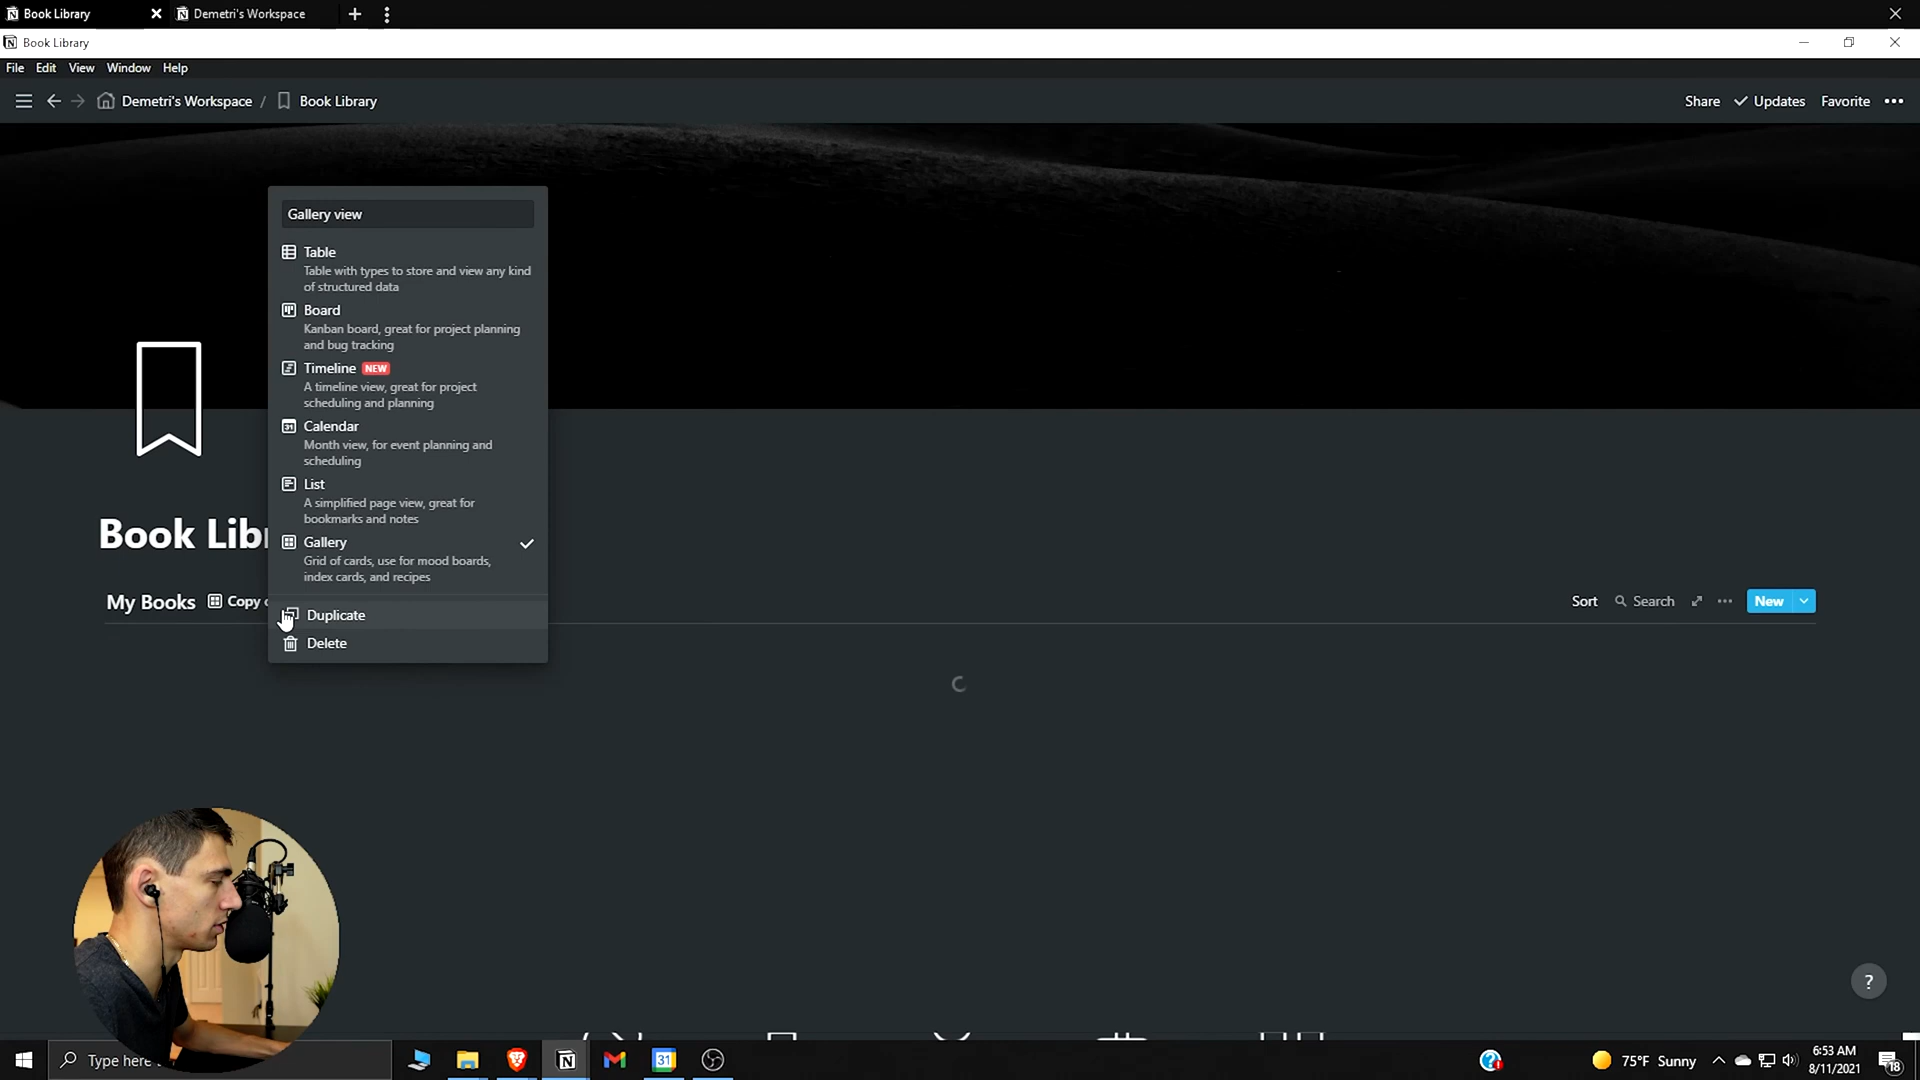 Book Library
Demetri's Workspace
Book Library
File Edit View Window Help
Demetri's Workspace / Book Library
Share Updates Favorite
Gallery view
Table
Table with types to store and view any kind
of structured data
Board
Kanban board, great for project planning
and bug tracking
Timeline NEW
A timeline view, great for project
scheduling and planning
Calendar
Month view, for event planning and
scheduling
List
A simplified page view, great for
bookmarks and notes
Gallery
Grid of cards, use for mood boards,
index cards, and recipes
Duplicate
Delete
Book Lib
My Books Copy
Sort Search New
?
Type here
31
75°F Sunny
6:53 AM
8/11/2021
18